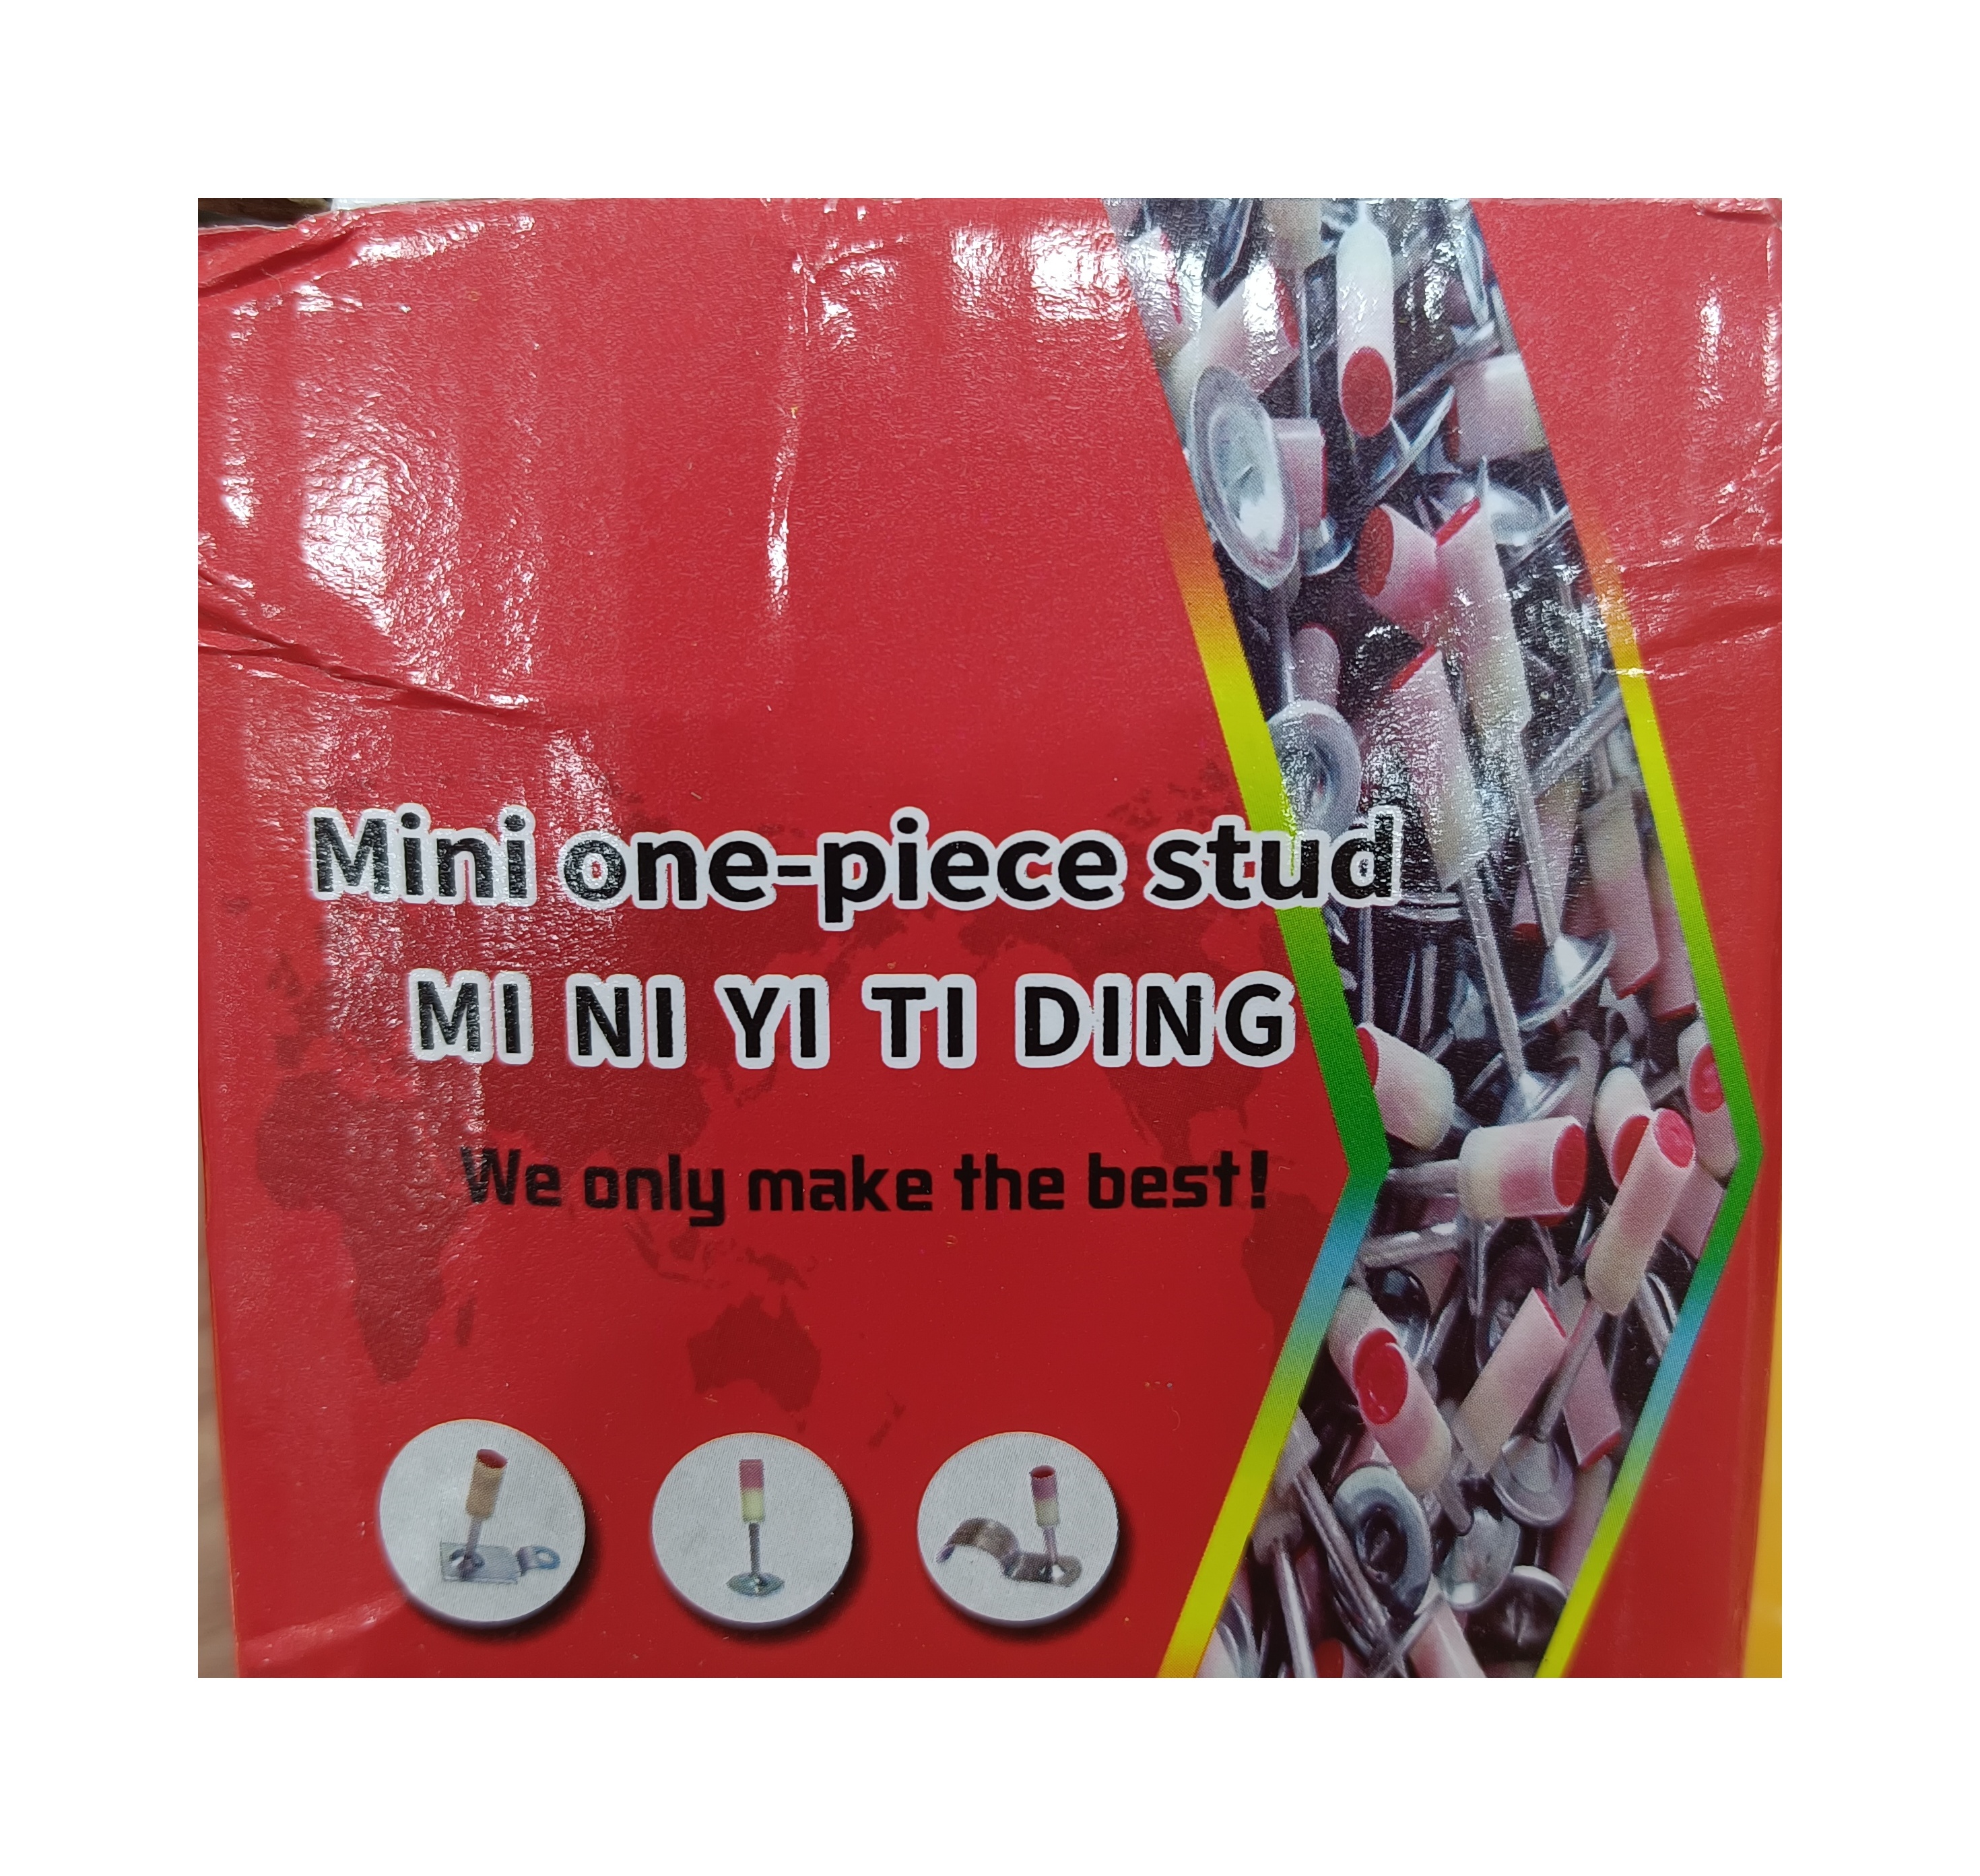 Mini one-piece stud
MI NI YI TI DING
We only make the best!